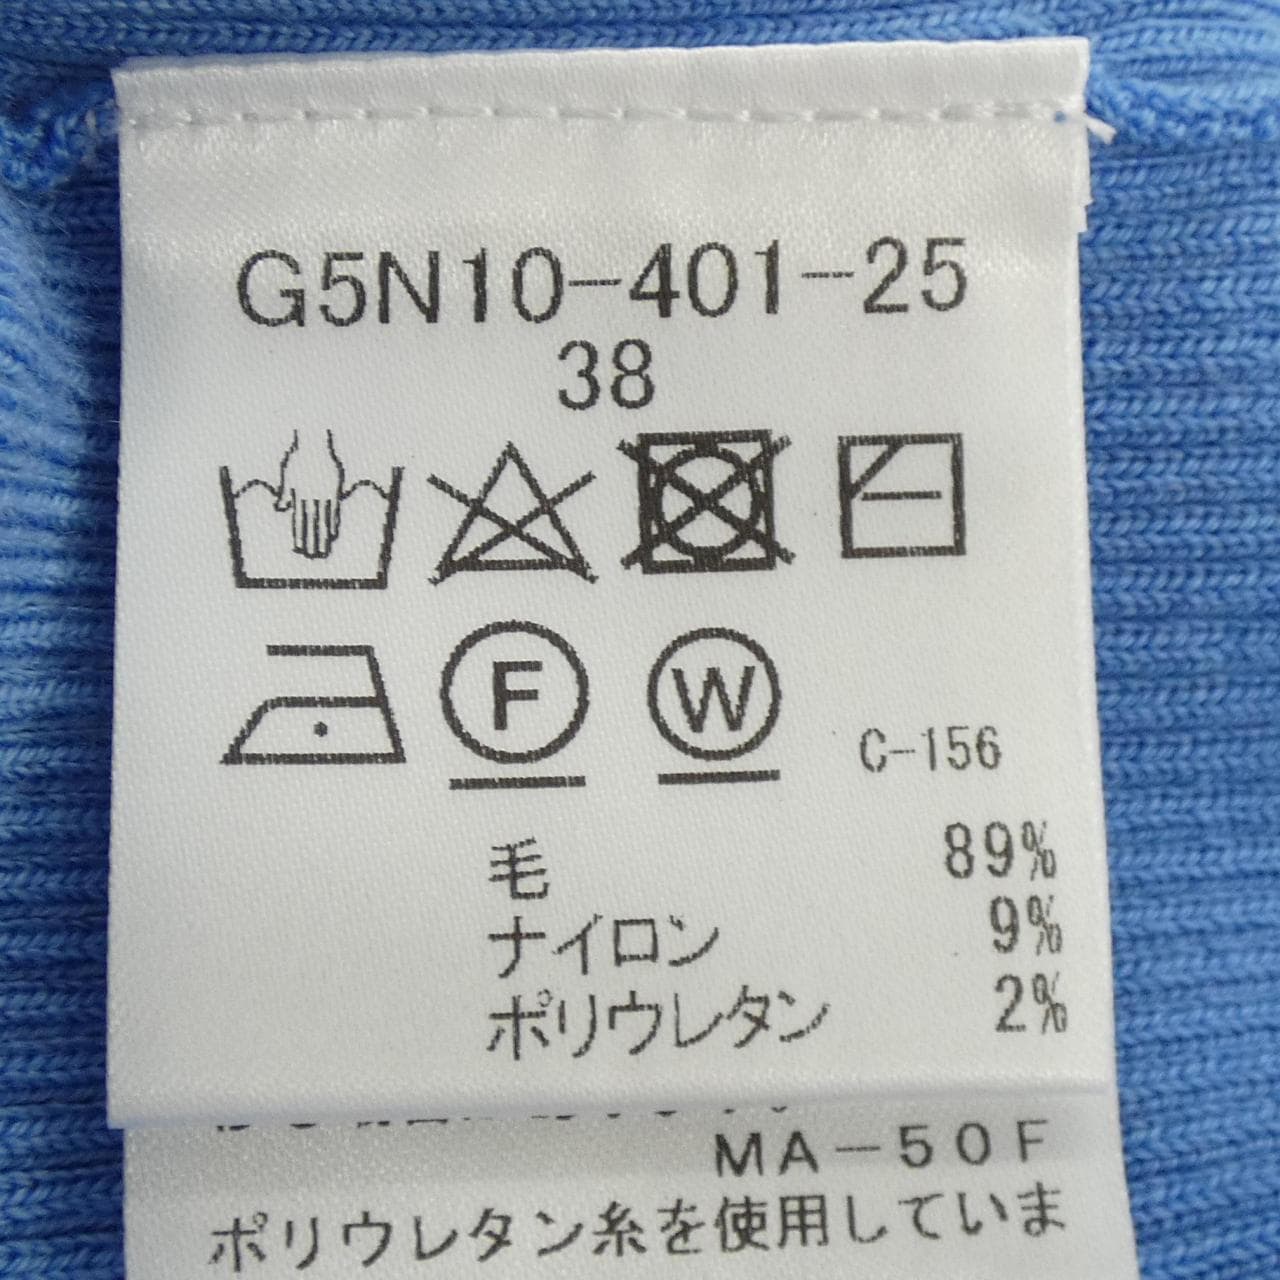 G5N10-401-25
38
F W
C-156
毛 89%
ナイロン 9%
ポリウレタン 2%
MA-50F
ポリウレタン糸を使用していま